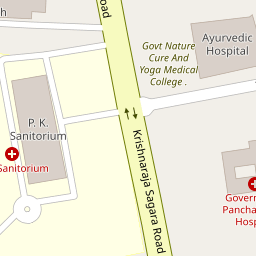 Road
Govt Nature
Cure And
Yoga Medical
College .
Ayurvedic
Hospital
P. K.
Sanitorium
Sanitorium
Krishnaraja Sagara Road
Govern
Pancha
Hosp